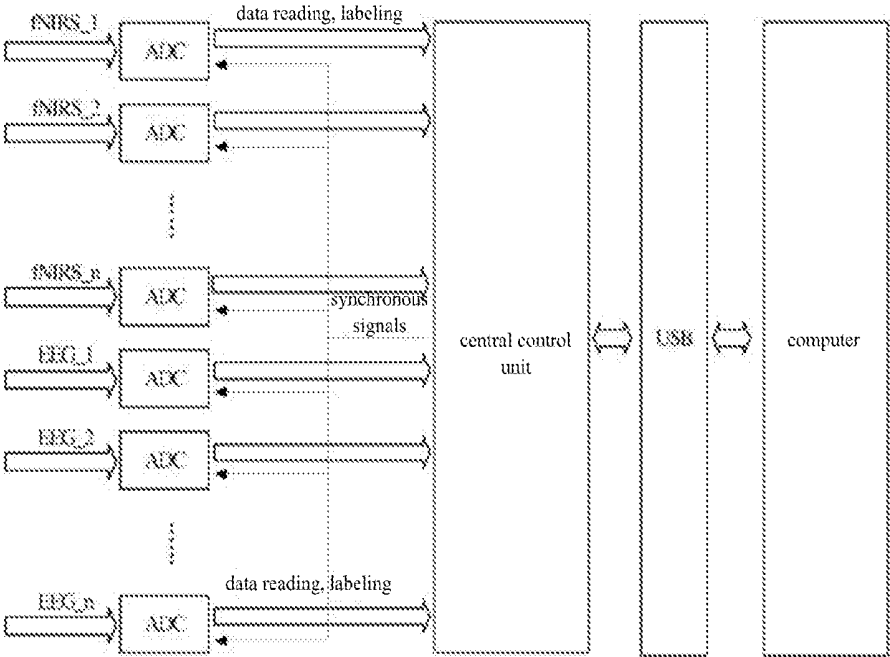 data reading, labeling
fNIRS_1
ADC
fNIRS_2
ADC
fNIRS_n
ADC
synchronous
signals
EEG_1
ADC
central control
unit
USB
computer
EEG_2
ADC
data reading, labeling
EEG_n
ADC